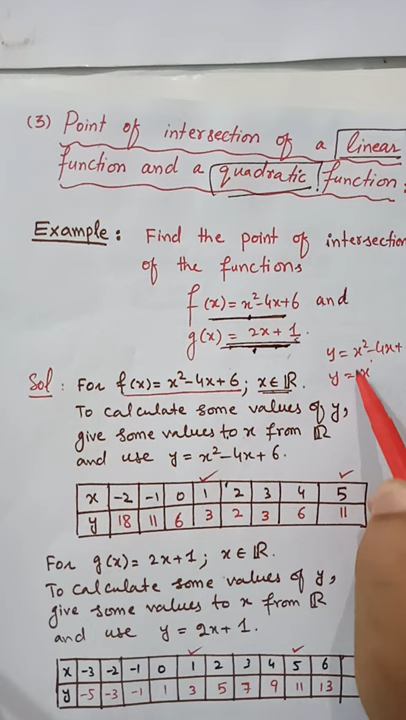 (3) Point of intersection of a linear
function and a quadratic function:
Example: Find the point of intersection
of the functions
f(x)=x²-4x+6 and
g(x)=2x+1.
y=x²-4x+
y=x
Sol: For f(x)=x²-4x+6; x∈ℝ.
To calculate some values of y,
give some values to x from ℝ
and use y=x²-4x+6.
x -2 -1 0 1 2 3 4 5
y 18 11 6 3 2 3 6 11
For g(x)=2x+1; x∈ℝ.
To calculate some values of y,
give some values to x from ℝ
and use y=2x+1.
x -3 -2 -1 0 1 2 3 4 5 6
y -5 -3 -1 1 3 5 7 9 11 13